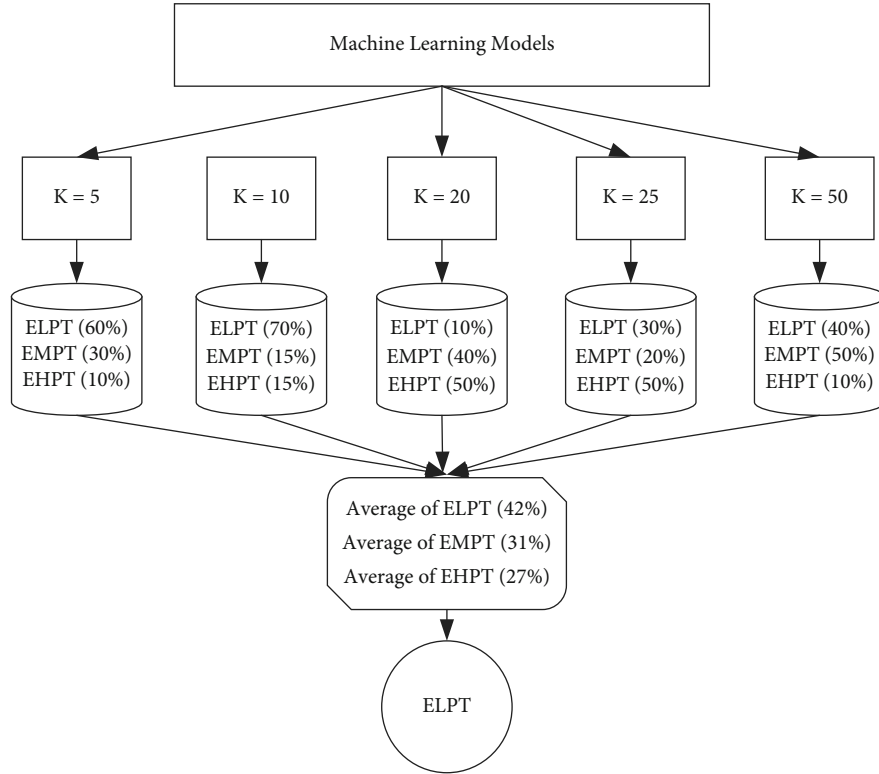 Machine Learning Models
K = 5
K = 10
K = 20
K = 25
K = 50
ELPT (60%)
EMPT (30%)
EHPT (10%)
ELPT (70%)
EMPT (15%)
EHPT (15%)
ELPT (10%)
EMPT (40%)
EHPT (50%)
ELPT (30%)
EMPT (20%)
EHPT (50%)
ELPT (40%)
EMPT (50%)
EHPT (10%)
Average of ELPT (42%)
Average of EMPT (31%)
Average of EHPT (27%)
ELPT